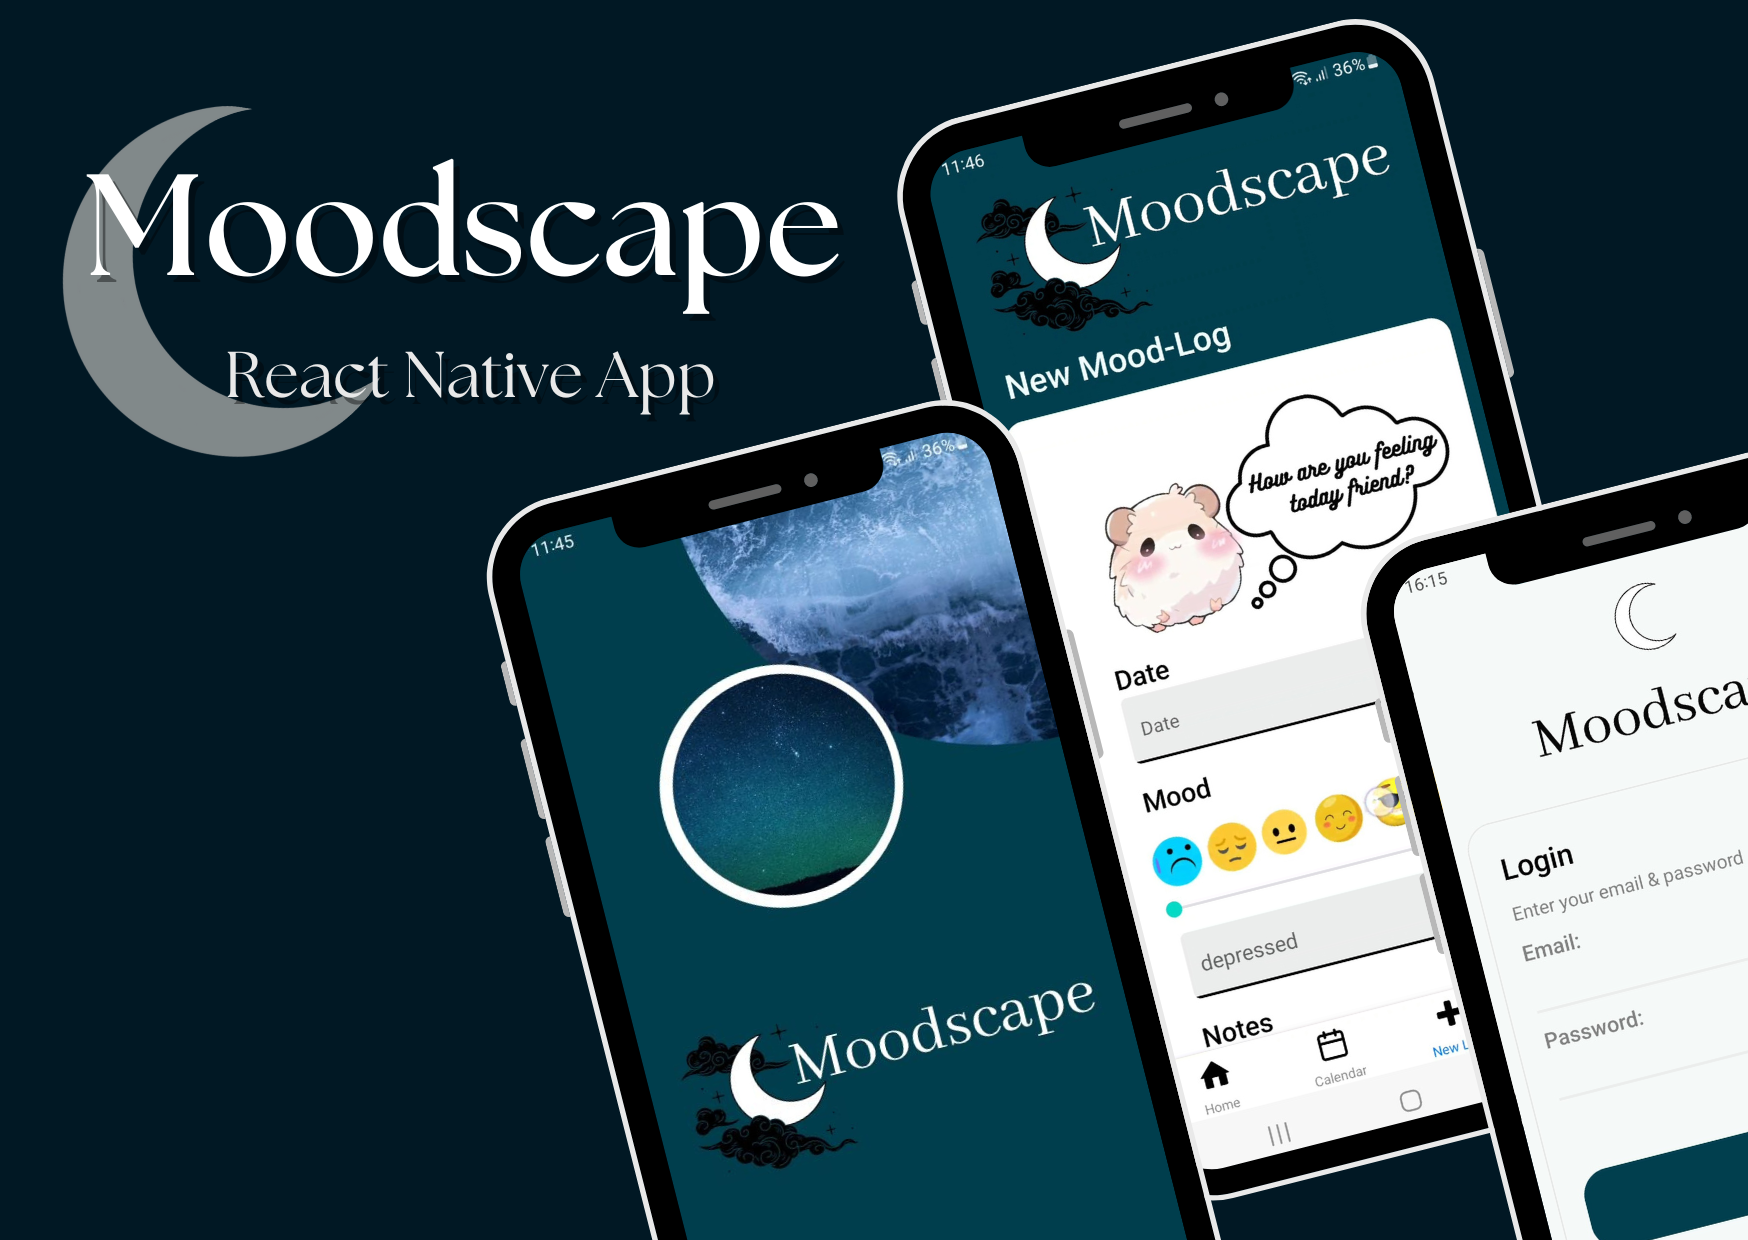 Moodscape
React Native App
11:46
36%
Moodscape
New Mood-Log
How are you feeling
today friend?
Date
Date
Mood
depressed
Notes
Home
Calendar
New L
11:45
36%
Moodscape
16:15
Moodsca
Login
Enter your email & password
Email:
Password: